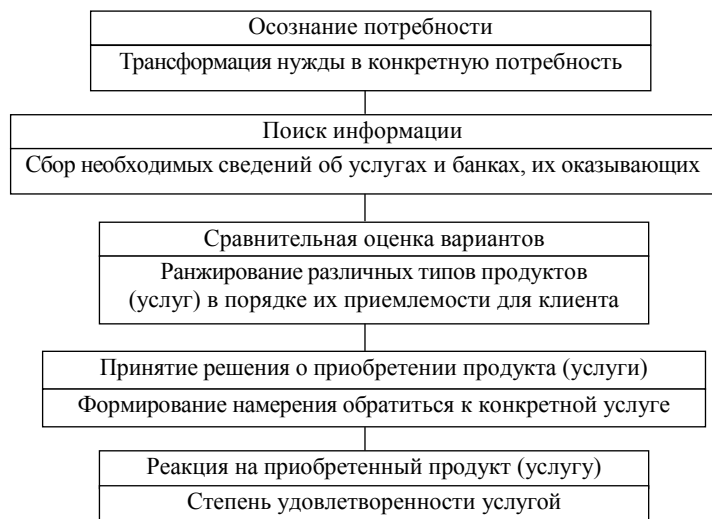 Осознание потребности
Трансформация нужды в конкретную потребность
Поиск информации
Сбор необходимых сведений об услугах и банках, их оказывающих
Сравнительная оценка вариантов
Ранжирование различных типов продуктов
(услуг) в порядке их приемлемости для клиента
Принятие решения о приобретении продукта (услуги)
Формирование намерения обратиться к конкретной услуге
Реакция на приобретенный продукт (услугу)
Степень удовлетворенности услугой